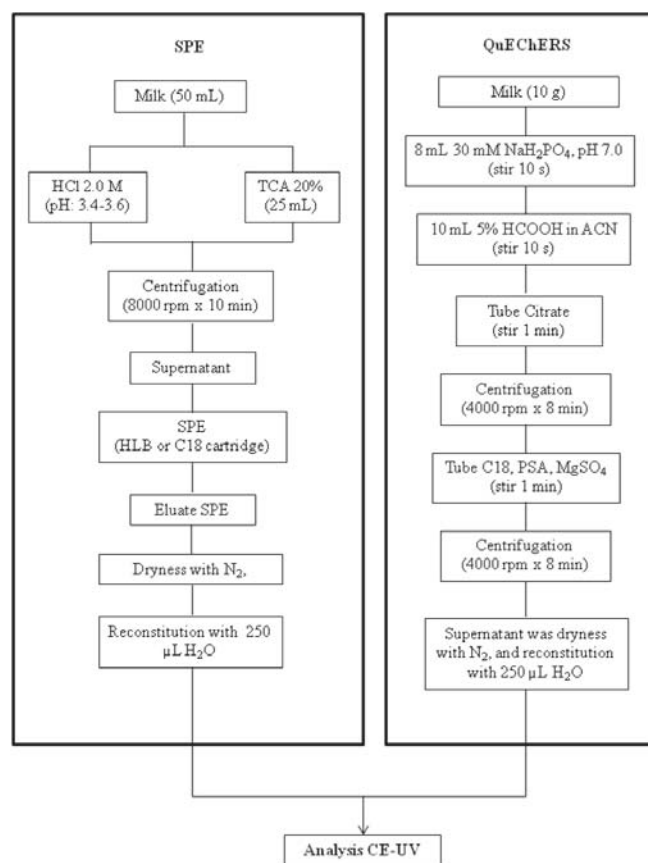 SPE
Milk (50 mL)
HCl 2.0 M
(pH: 3.4-3.6)
TCA 20%
(25 mL)
Centrifugation
(8000 rpm x 10 min)
Supernatant
SPE
(HLB or C18 cartridge)
Eluate SPE
Dryness with N₂,
Reconstitution with 250
µL H₂O
QuEChERS
Milk (10 g)
8 mL 30 mM NaH₂PO₄, pH 7.0
(stir 10 s)
10 mL 5% HCOOH in ACN
(stir 10 s)
Tube Citrate
(stir 1 min)
Centrifugation
(4000 rpm x 8 min)
Tube C18, PSA, MgSO₄
(stir 1 min)
Centrifugation
(4000 rpm x 8 min)
Supernatant was dryness
with N₂, and reconstitution
with 250 µL H₂O
Analysis CE-UV